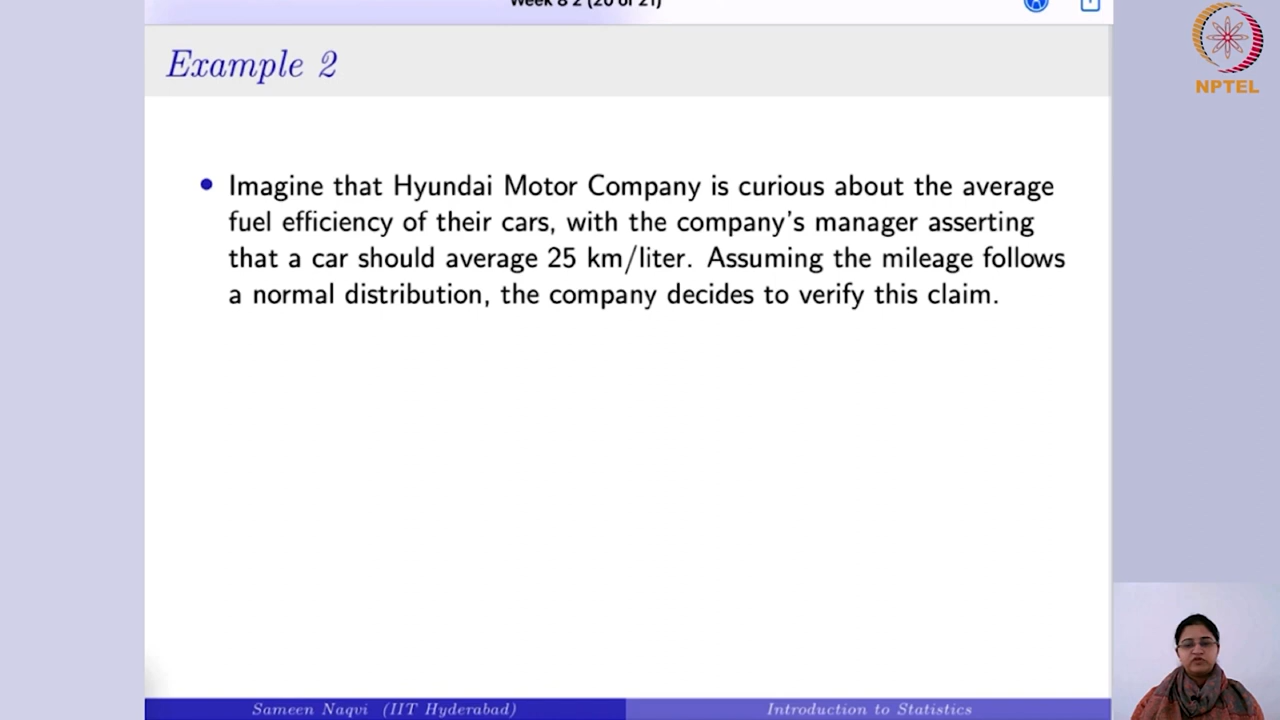 Week 8 2 (20 of 21)
Example 2
NPTEL
• Imagine that Hyundai Motor Company is curious about the average
fuel efficiency of their cars, with the company's manager asserting
that a car should average 25 km/liter. Assuming the mileage follows
a normal distribution, the company decides to verify this claim.
Sameen Naqvi (IIT Hyderabad)
Introduction to Statistics